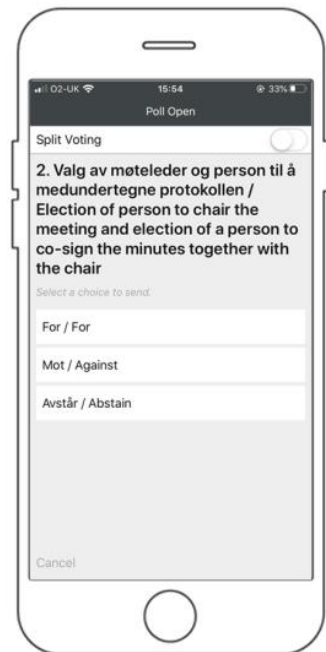 O2-UK 15:54 33%
Poll Open
Split Voting
2. Valg av møteleder og person til å
medundertegne protokollen /
Election of person to chair the
meeting and election of a person to
co-sign the minutes together with
the chair
Select a choice to send.
For / For
Mot / Against
Avstår / Abstain
Cancel